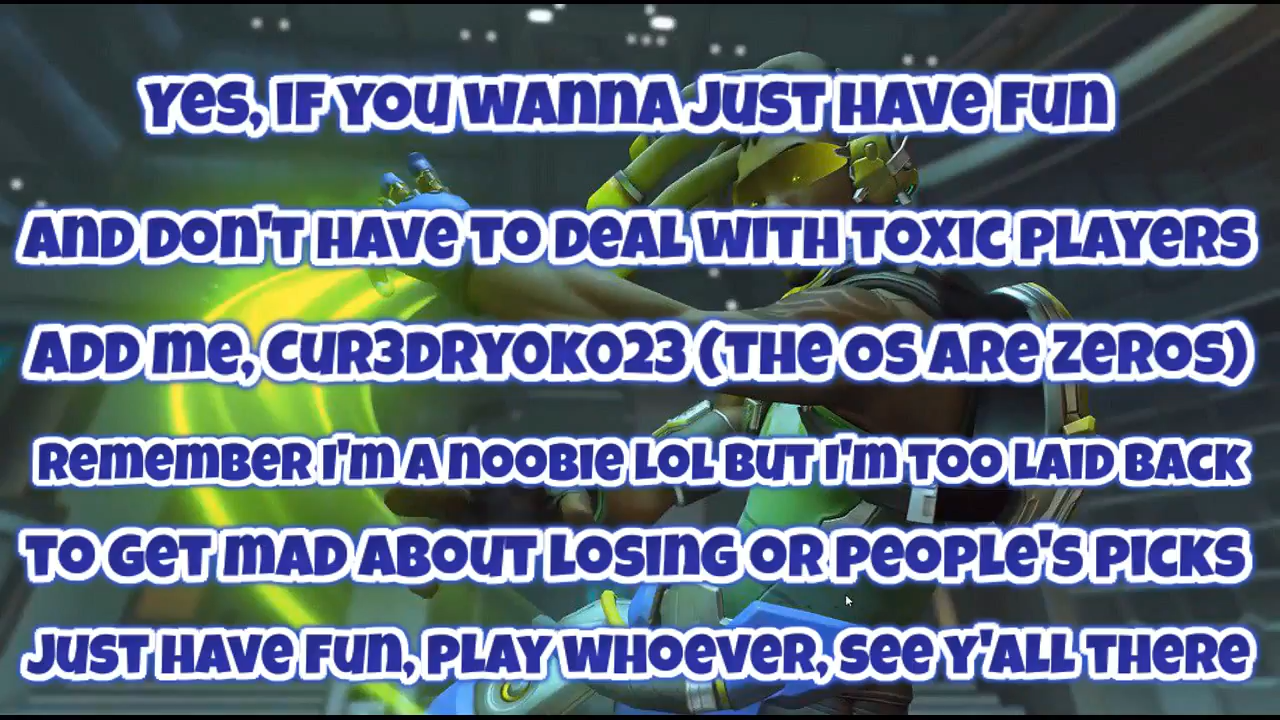 Yes, if you wanna just have fun
and don't have to deal with toxic players
add me, CUR3DRY0K023 (the 0s are zeros)
Remember I'm a noobie lol but I'm too laid back
to get mad about losing or people's picks
Just have fun, play whoever, see y'all there